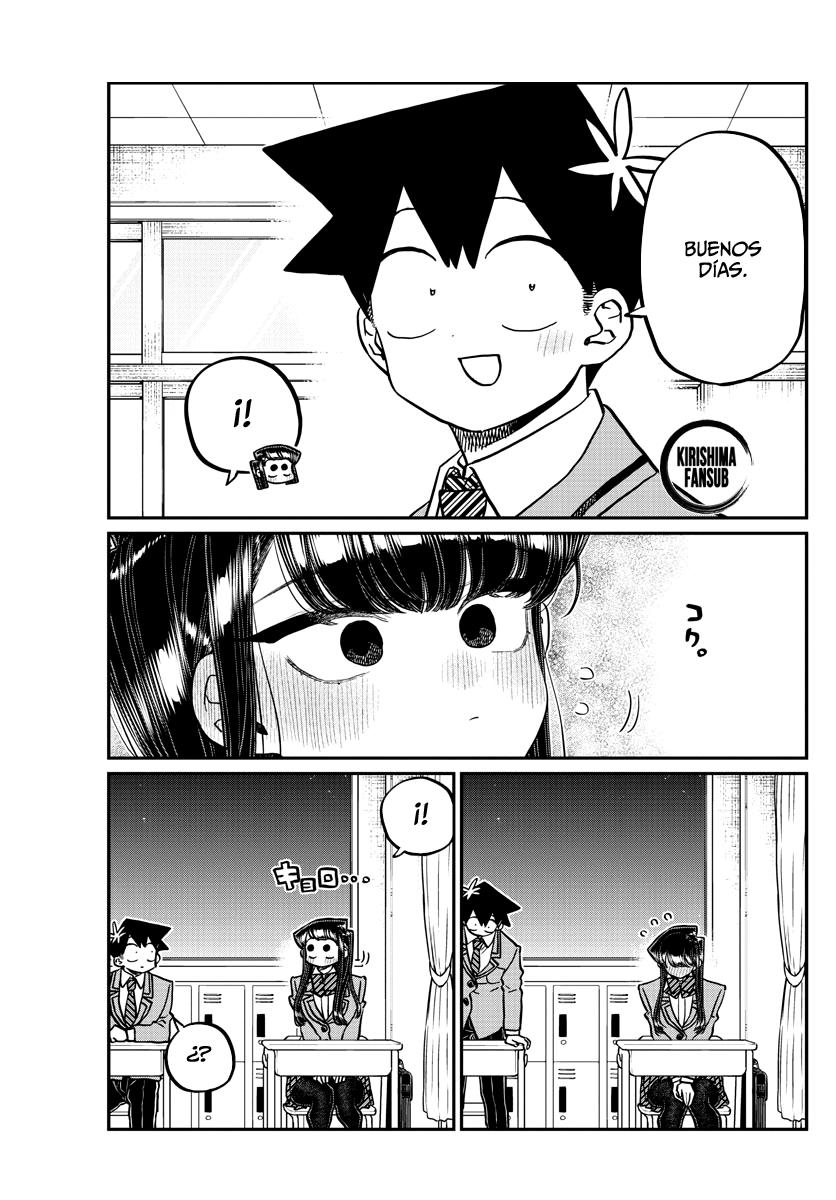 BUENOS
DÍAS.
¡!
KIRISHIMA
FANSUB
コク。
¡!
キョロ...
¿?